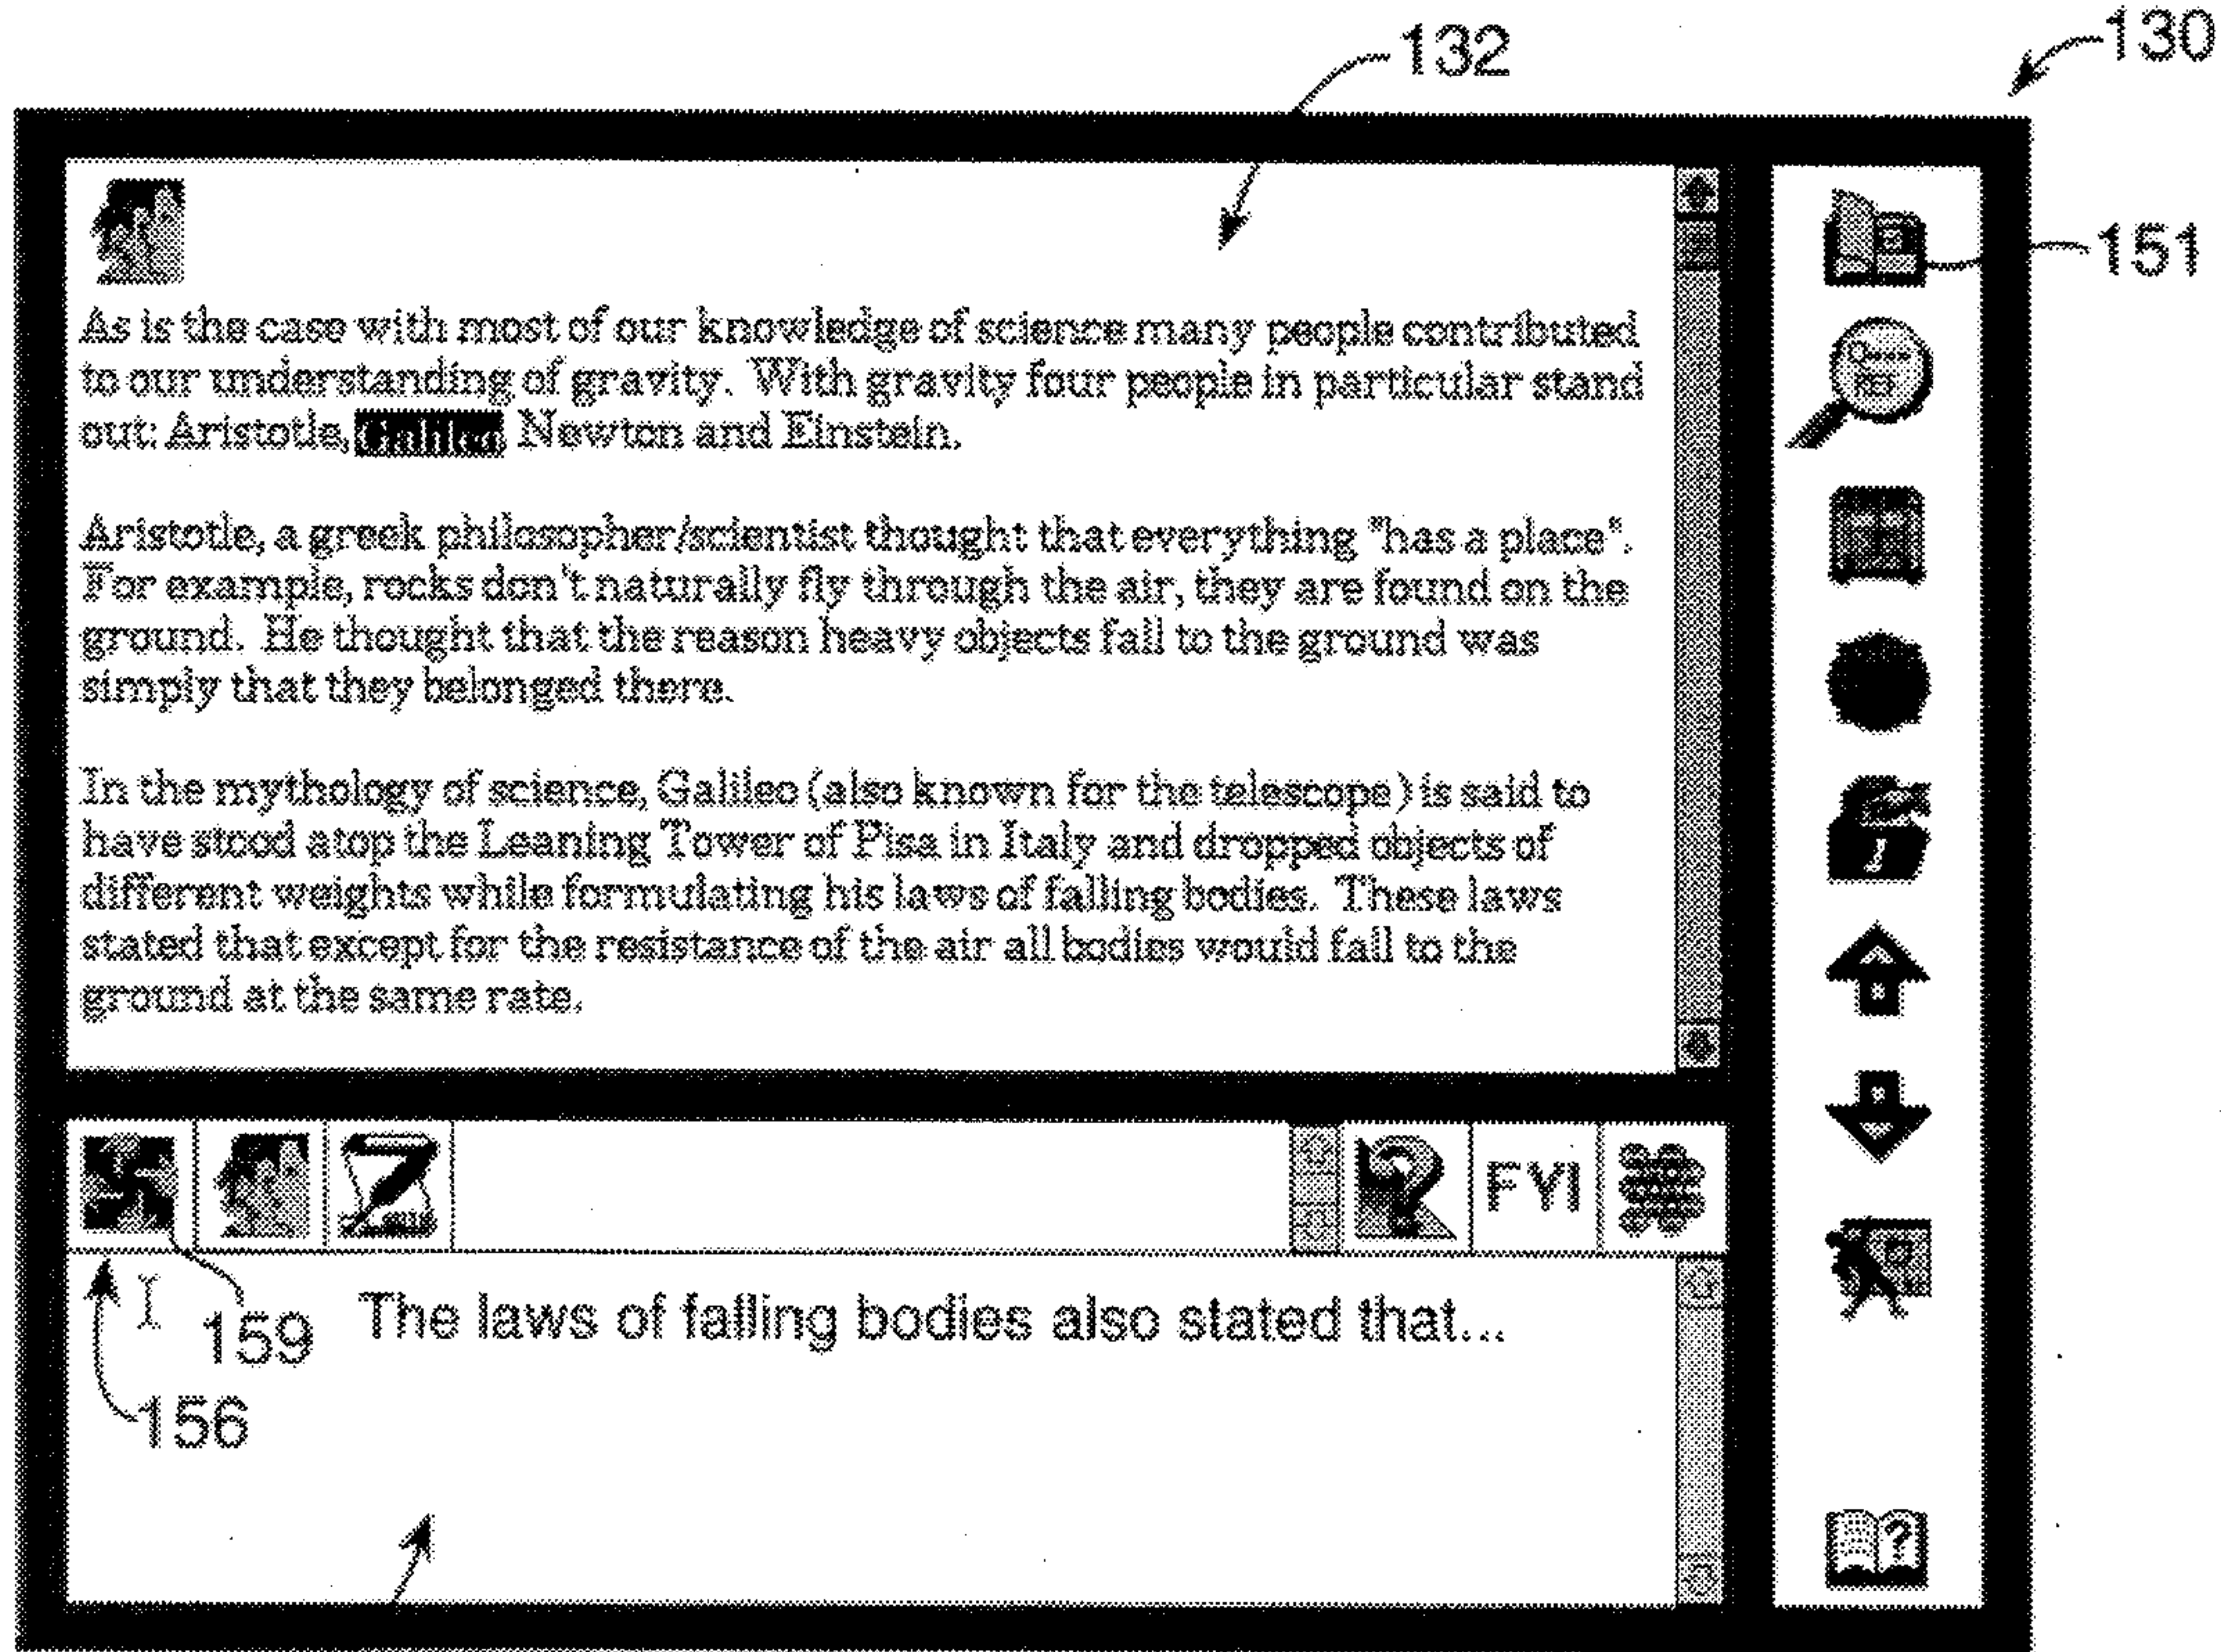 132
130
151
As is the case with most of our knowledge of science many people contributed
to our understanding of gravity. With gravity four people in particular stand
out: Aristotle, Galileo, Newton and Einstein.
Aristotle, a greek philosopher/scientist thought that everything "has a place".
For example, rocks don't naturally fly through the air, they are found on the
ground. He thought that the reason heavy objects fall to the ground was
simply that they belonged there.
In the mythology of science, Galileo (also known for the telescope) is said to
have stood atop the Leaning Tower of Pisa in Italy and dropped objects of
different weights while formulating his laws of falling bodies. These laws
stated that except for the resistance of the air all bodies would fall to the
ground at the same rate.
FYI
159
The laws of falling bodies also stated that...
156
?